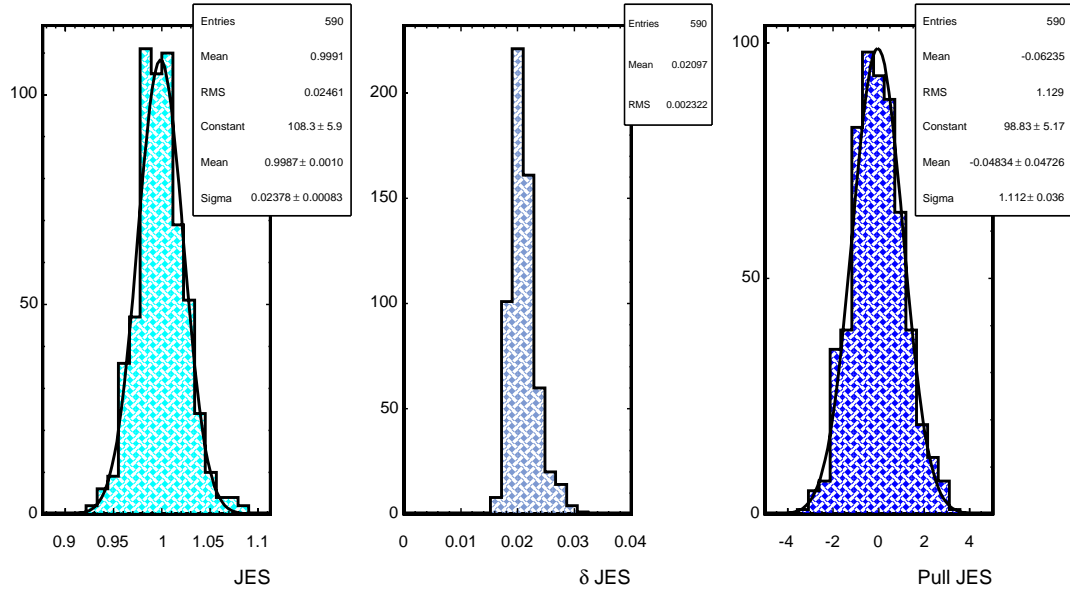 Entries 590
Mean 0.9991
RMS 0.02461
Constant 108.3 ± 5.9
Mean 0.9987 ± 0.0010
Sigma 0.02378 ± 0.00083
100
50
0
0.9 0.95 1 1.05 1.1
JES
Entries 590
Mean 0.02097
RMS 0.002322
200
150
100
50
0
0 0.01 0.02 0.03 0.04
δ JES
Entries 590
Mean -0.06235
RMS 1.129
Constant 98.83 ± 5.17
Mean -0.04834 ± 0.04726
Sigma 1.112 ± 0.036
100
50
0
-4 -2 0 2 4
Pull JES